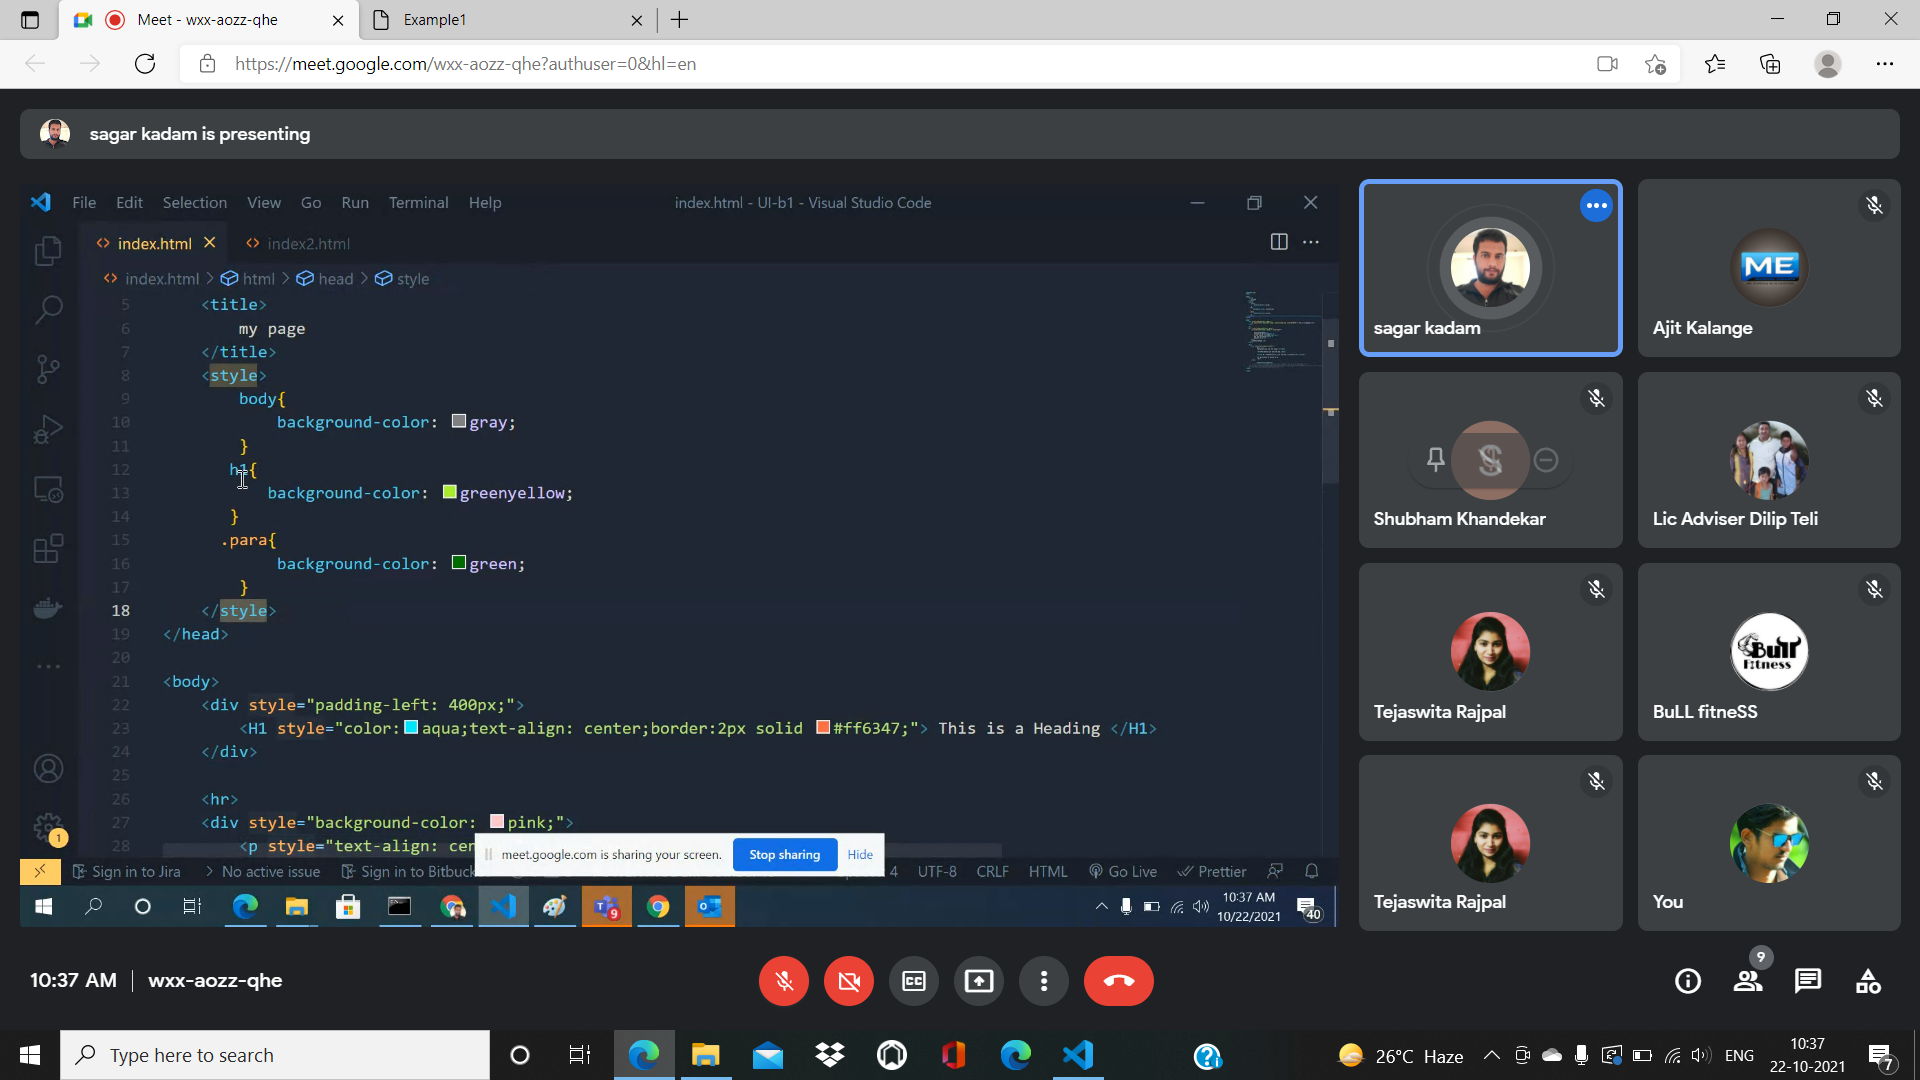 Meet - wxx-aozz-qhe
Example1
https://meet.google.com/wxx-aozz-qhe?authuser=0&hl=en
sagar kadam is presenting
File Edit Selection View Go Run Terminal Help
index.html - UI-b1 - Visual Studio Code
index.html
index2.html
index.html > html > head > style
5 <title>
6 my page
7 </title>
8 <style>
9 body{
10 background-color: gray;
11 }
12 h1{
13 background-color: greenyellow;
14 }
15 .para{
16 background-color: green;
17 }
18 </style>
19 </head>
20
21 <body>
22 <div style="padding-left: 400px;">
23 <H1 style="color:aqua;text-align: center;border:2px solid #ff6347;"> This is a Heading </H1>
24 </div>
25
26 <hr>
27 <div style="background-color: pink;">
28 <p style="text-align: cen
meet.google.com is sharing your screen. Stop sharing Hide
1
Sign in to Jira
No active issue
Sign in to Bitbuck
4 UTF-8 CRLF HTML Go Live Prettier
9
10:37 AM
10/22/2021
40
sagar kadam
ME
Ajit Kalange
S
Shubham Khandekar
Lic Adviser Dilip Teli
Tejaswita Rajpal
Bull
Fitness
BuLL fitneSS
Tejaswita Rajpal
You
10:37 AM | wxx-aozz-qhe
CC
9
Type here to search
26°C Haze
ENG
10:37
22-10-2021
7